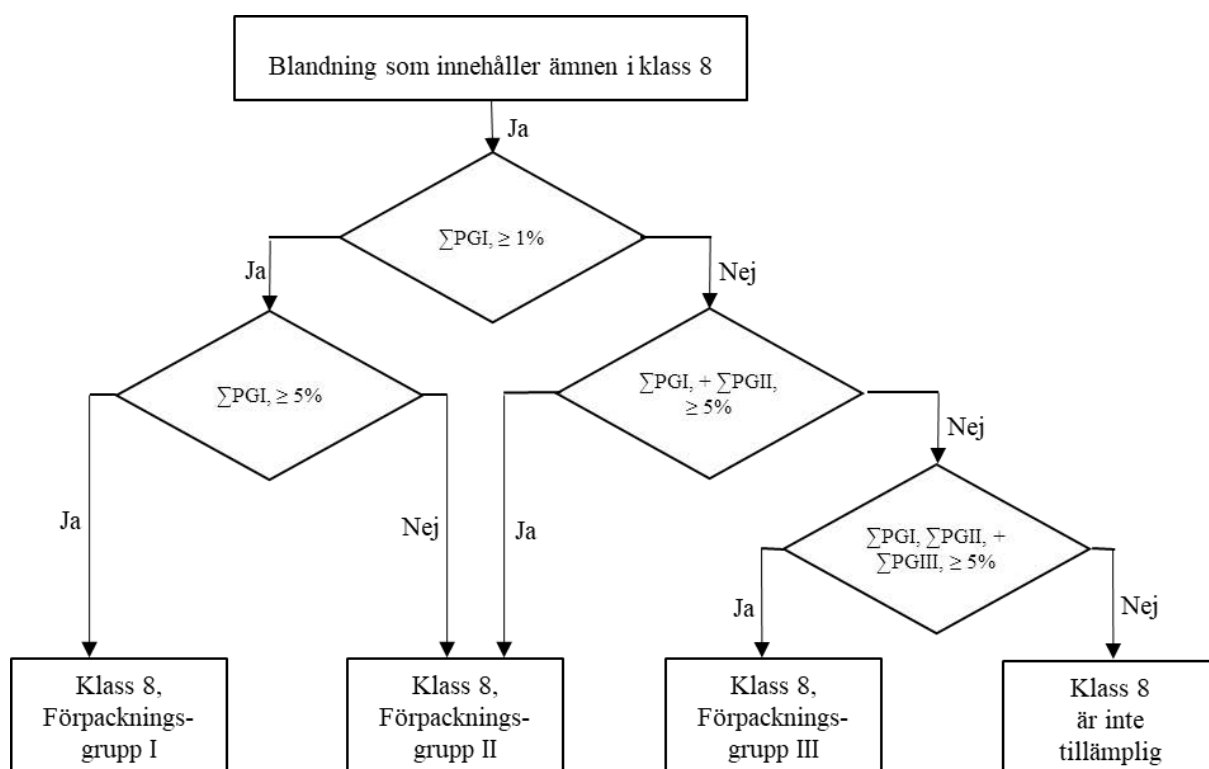 Blandning som innehåller ämnen i klass 8
Ja
∑PGI, ≥ 1%
Ja
Nej
∑PGI, ≥ 5%
∑PGI, + ∑PGII,
≥ 5%
Nej
Ja
Nej
Ja
∑PGI, ∑PGII, +
∑PGIII, ≥ 5%
Ja
Nej
Klass 8,
Förpacknings-
grupp I
Klass 8,
Förpacknings-
grupp II
Klass 8,
Förpacknings-
grupp III
Klass 8
är inte
tillämplig